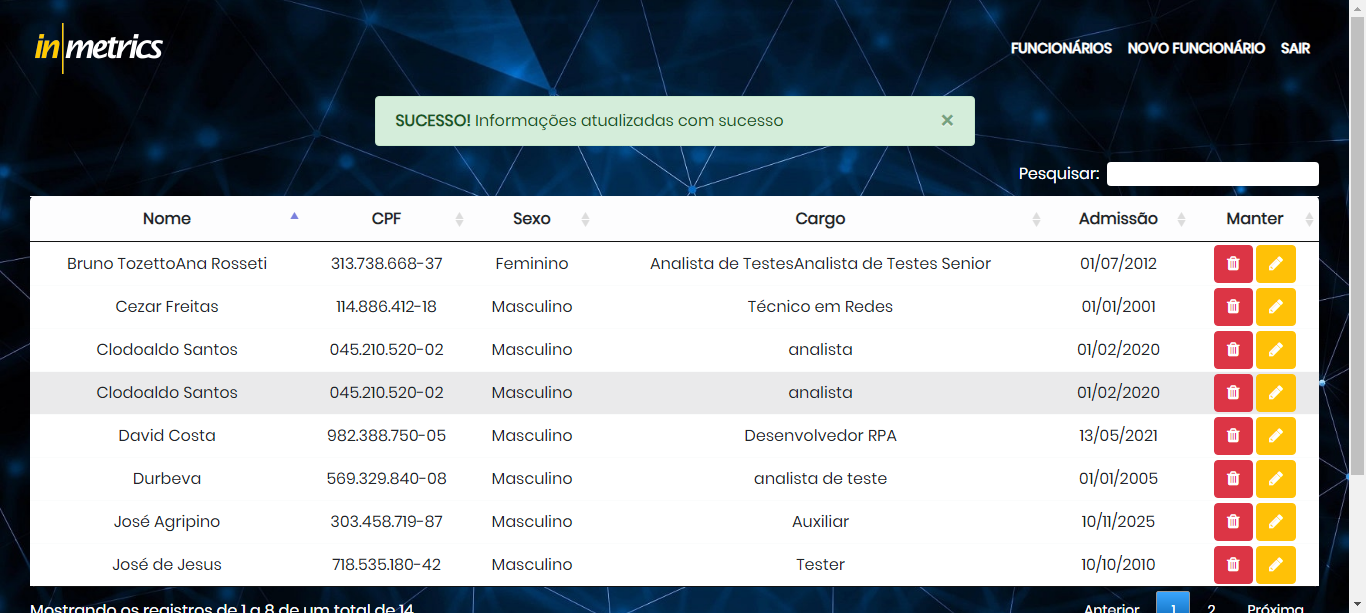 in|metrics
FUNCIONÁRIOS NOVO FUNCIONÁRIO SAIR
SUCESSO! Informações atualizadas com sucesso ×
Pesquisar:
Nome CPF Sexo Cargo Admissão Manter
Bruno TozettoAna Rosseti 313.738.668-37 Feminino Analista de TestesAnalista de Testes Senior 01/07/2012
Cezar Freitas 114.886.412-18 Masculino Técnico em Redes 01/01/2001
Clodoaldo Santos 045.210.520-02 Masculino analista 01/02/2020
Clodoaldo Santos 045.210.520-02 Masculino analista 01/02/2020
David Costa 982.388.750-05 Masculino Desenvolvedor RPA 13/05/2021
Durbeva 569.329.840-08 Masculino analista de teste 01/01/2005
José Agripino 303.458.719-87 Masculino Auxiliar 10/11/2025
José de Jesus 718.535.180-42 Masculino Tester 10/10/2010
Mostrando os registros de 1 a 8 de um total de 14 Anterior 1 2 Próxima